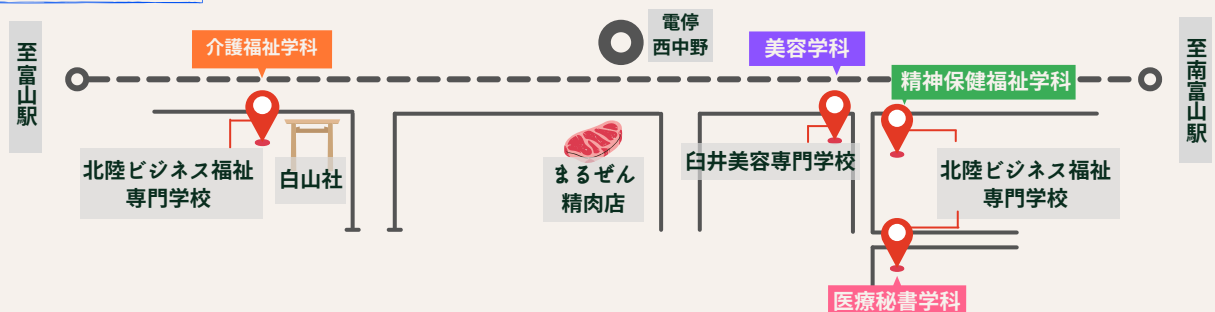 至富山駅
介護福祉学科
電停
西中野
美容学科
精神保健福祉学科
至南富山駅
北陸ビジネス福祉
専門学校
白山社
まるぜん
精肉店
臼井美容専門学校
北陸ビジネス福祉
専門学校
医療秘書学科